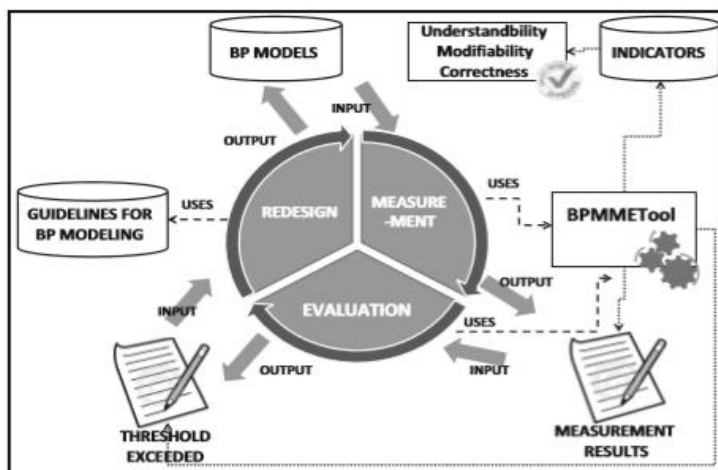 BP MODELS
Understandbility
Modifiability
Correctness
INDICATORS
INPUT
OUTPUT
USES
GUIDELINES FOR
BP MODELING
REDESIGN
MEASURE
-MENT
USES
BPMMETool
EVALUATION
OUTPUT
INPUT
USES
OUTPUT
INPUT
THRESHOLD
EXCEEDED
MEASUREMENT
RESULTS